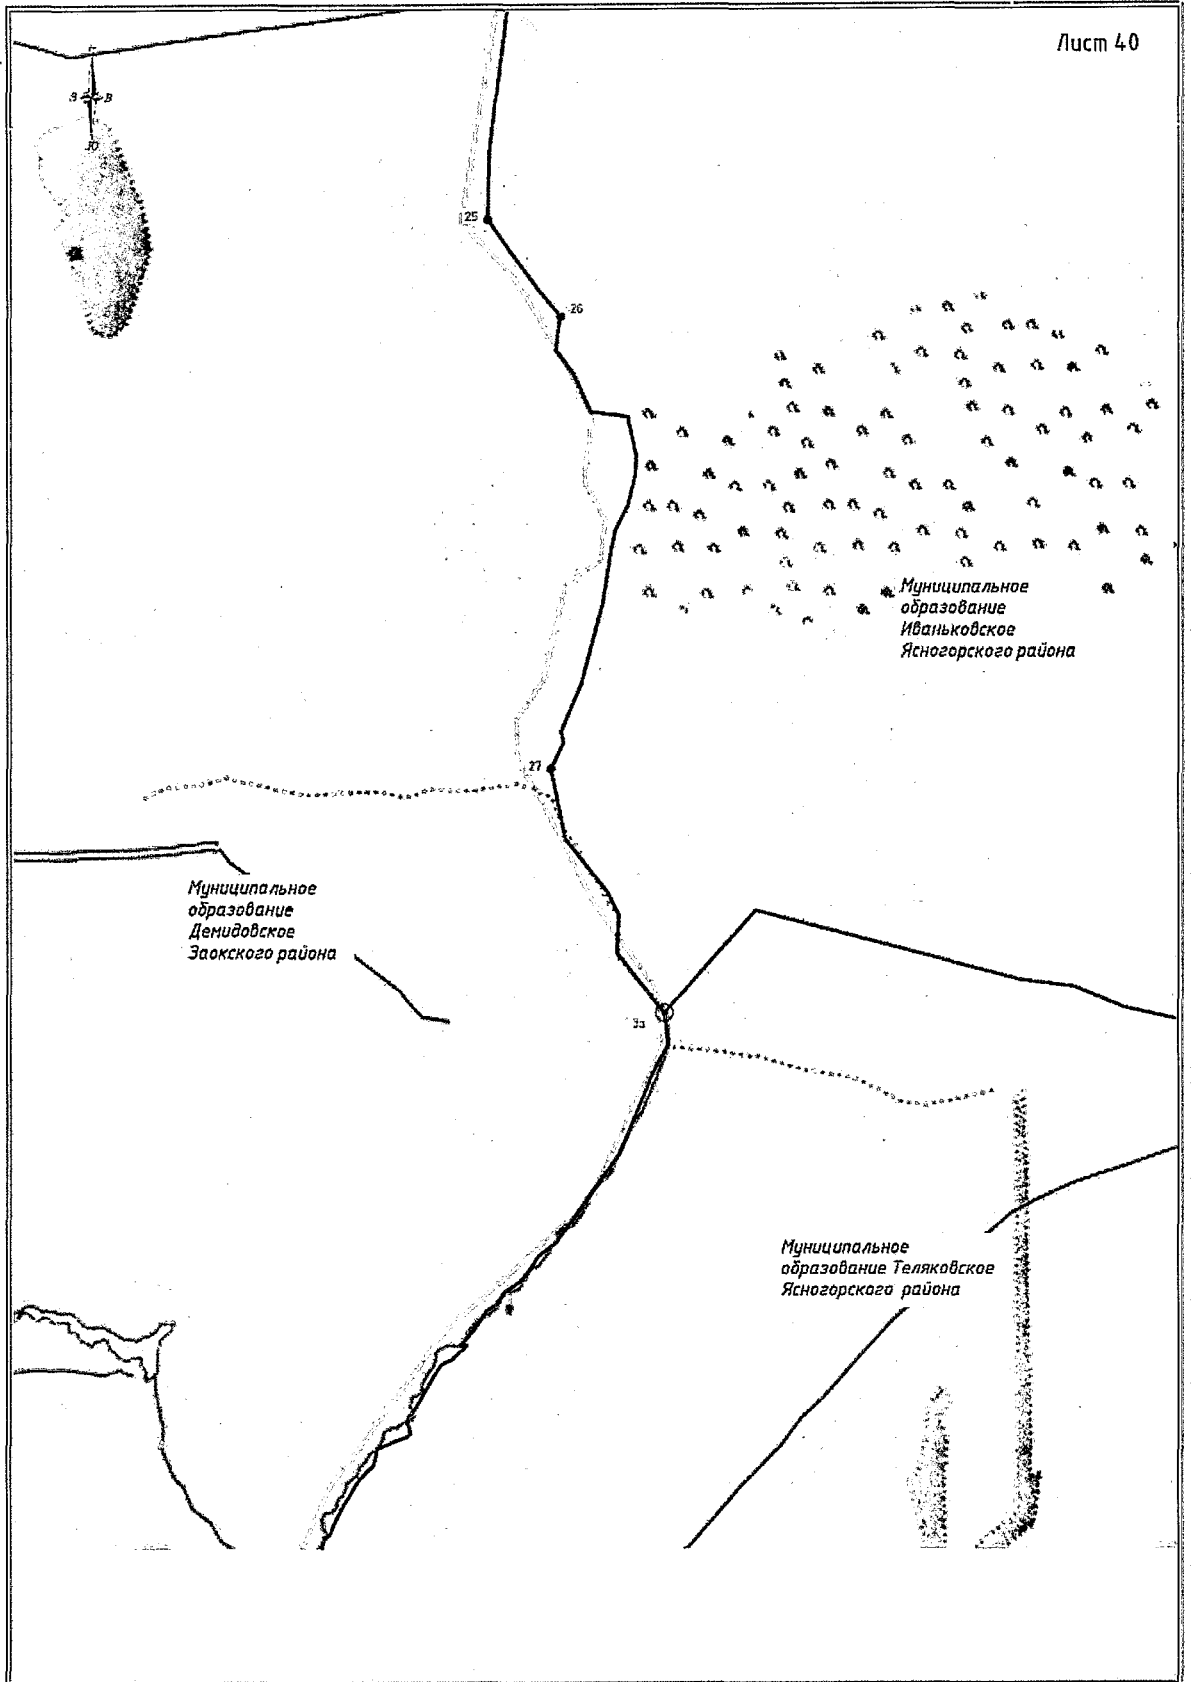 Лист 40
З В
Ю
25
26
Муниципальное
образование
Иваньковское
Ясногорского района
27
Муниципальное
образование
Демидовское
Заокского района
Муниципальное
образование Теляковское
Ясногорского района